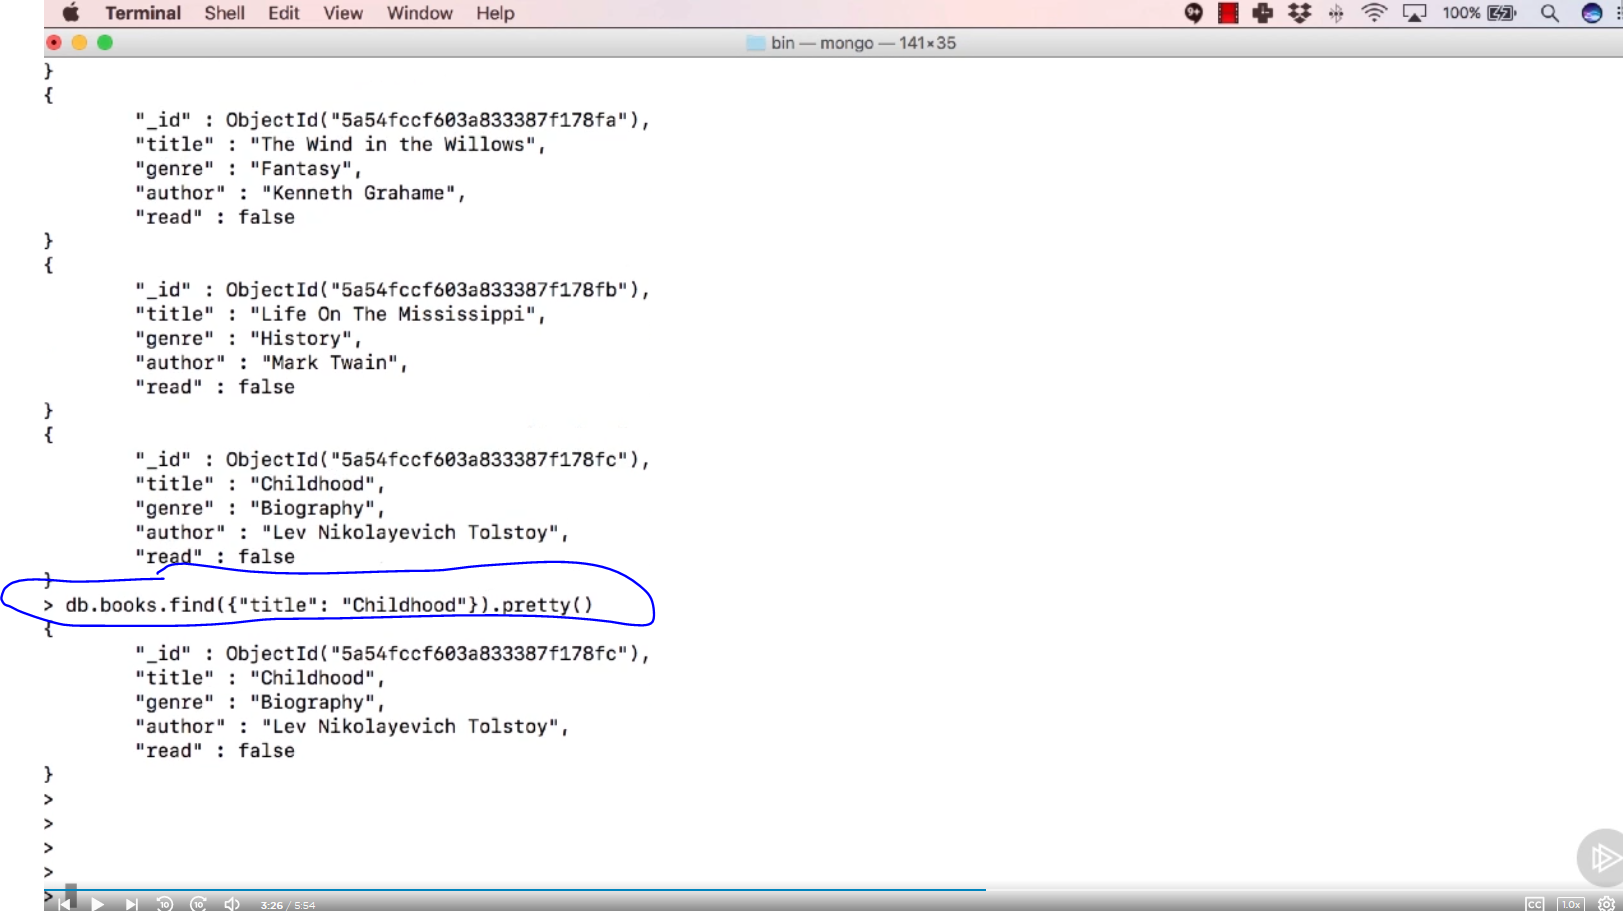 Terminal Shell Edit View Window Help 100%
bin — mongo — 141×35
}
{
"_id" : ObjectId("5a54fccf603a833387f178fa"),
"title" : "The Wind in the Willows",
"genre" : "Fantasy",
"author" : "Kenneth Grahame",
"read" : false
}
{
"_id" : ObjectId("5a54fccf603a833387f178fb"),
"title" : "Life On The Mississippi",
"genre" : "History",
"author" : "Mark Twain",
"read" : false
}
{
"_id" : ObjectId("5a54fccf603a833387f178fc"),
"title" : "Childhood",
"genre" : "Biography",
"author" : "Lev Nikolayevich Tolstoy",
"read" : false
}
> db.books.find({"title": "Childhood"}).pretty()
{
"_id" : ObjectId("5a54fccf603a833387f178fc"),
"title" : "Childhood",
"genre" : "Biography",
"author" : "Lev Nikolayevich Tolstoy",
"read" : false
}
>
>
>
>
>
10 10 3:26 / 5:54 CC 1.0x